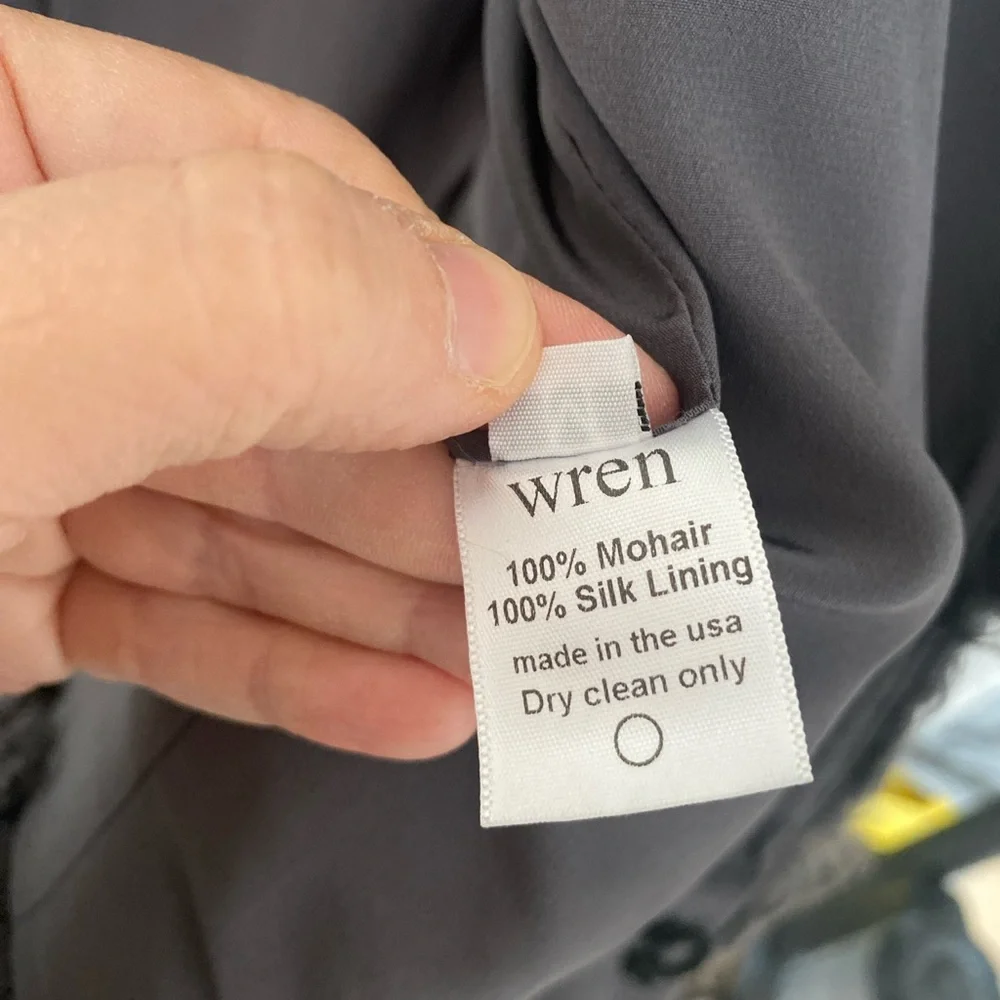 wren
100% Mohair
100% Silk Lining
made in the usa
Dry clean only